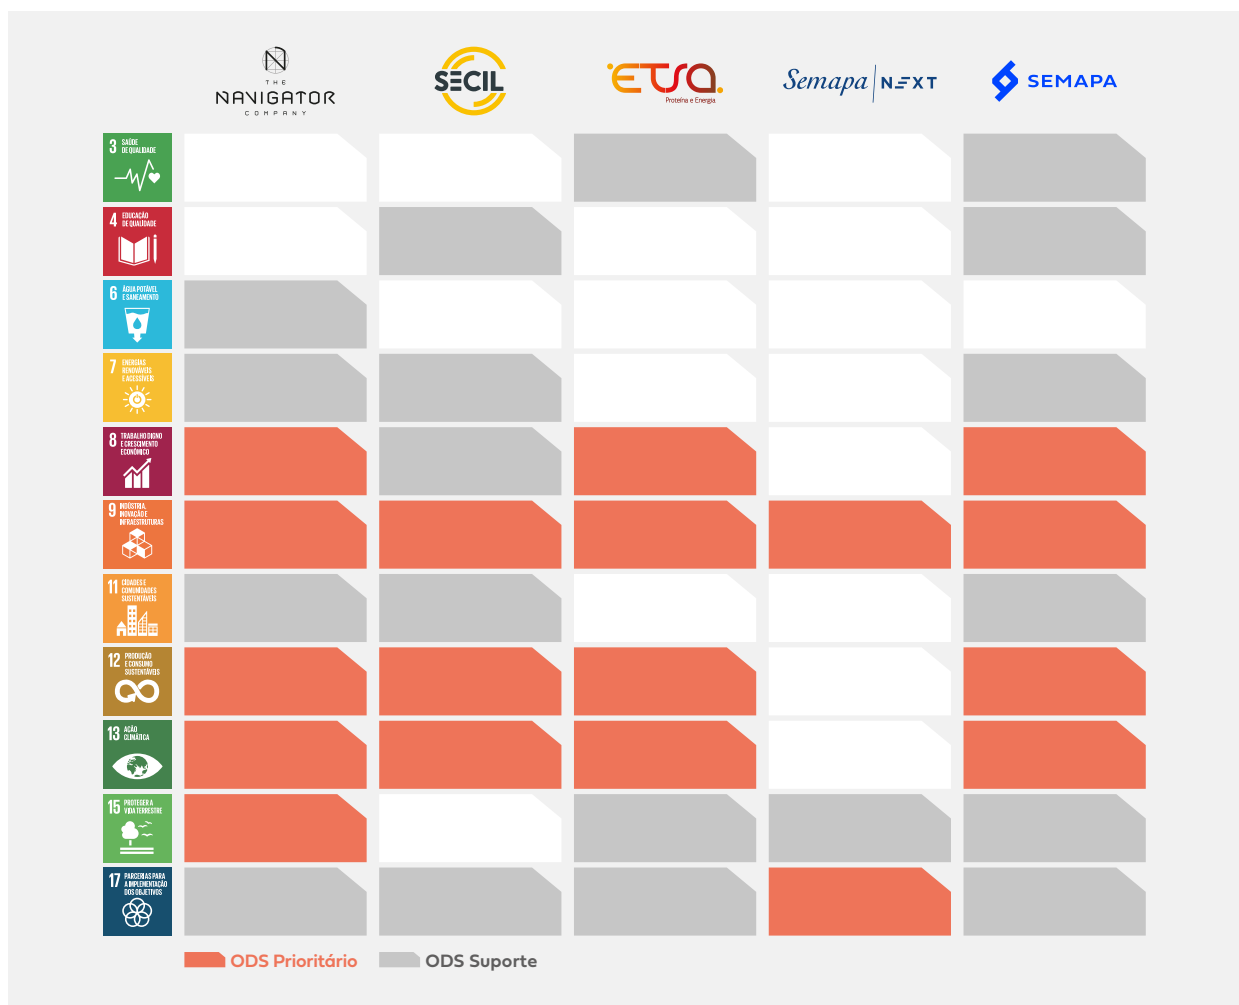 THE
NAVIGATOR
COMPANY
SECIL
ETSA
Proteína e Energia
Semapa NEXT
SEMAPA
3 SAÚDE
DE QUALIDADE
4 EDUCAÇÃO
DE QUALIDADE
6 ÁGUA POTÁVEL
E SANEAMENTO
7 ENERGIAS
RENOVÁVEIS
E ACESSÍVEIS
8 TRABALHO DIGNO
E CRESCIMENTO
ECONÓMICO
9 INDÚSTRIA,
INOVAÇÃO E
INFRAESTRUTURAS
11 CIDADES E
COMUNIDADES
SUSTENTÁVEIS
12 PRODUÇÃO
E CONSUMO
SUSTENTÁVEIS
13 AÇÃO
CLIMÁTICA
15 PROTEGER A
VIDA TERRESTRE
17 PARCERIAS PARA
A IMPLEMENTAÇÃO
DOS OBJETIVOS
ODS Prioritário
ODS Suporte